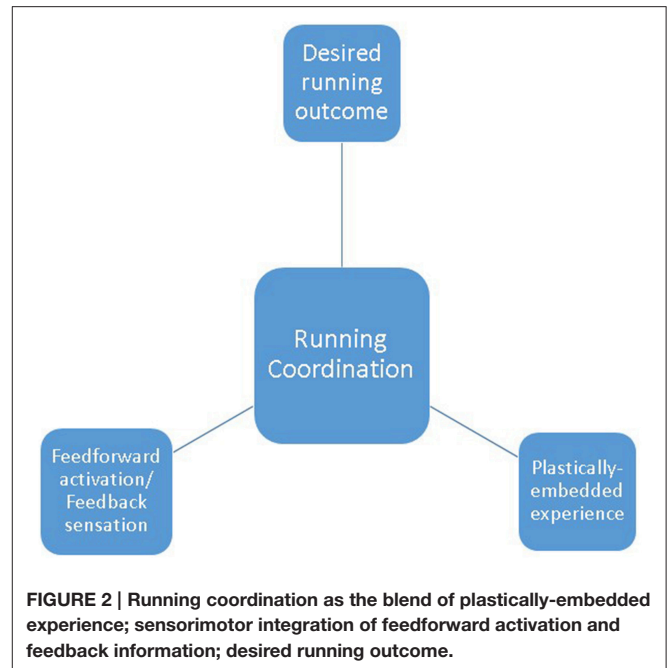 Desired
running
outcome
Running
Coordination
Feedforward
activation/
Feedback
sensation
Plastically-
embedded
experience
FIGURE 2 | Running coordination as the blend of plastically-embedded
experience; sensorimotor integration of feedforward activation and
feedback information; desired running outcome.